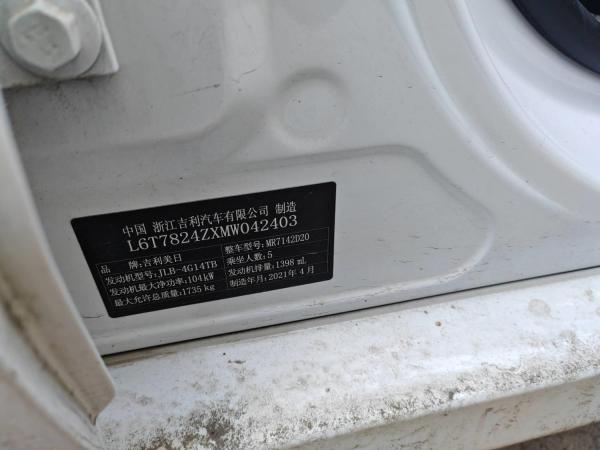 中国 浙江吉利汽车有限公司 制造
L6T7824ZXMW042403
品 牌:吉利美日 整车型号:MR7142D20
发动机型号:JLB-4G14TB 乘坐人数:5
发动机最大净功率:104kW 发动机排量:1398 mL
最大允许总质量:1735 kg 制造年月:2021年4月